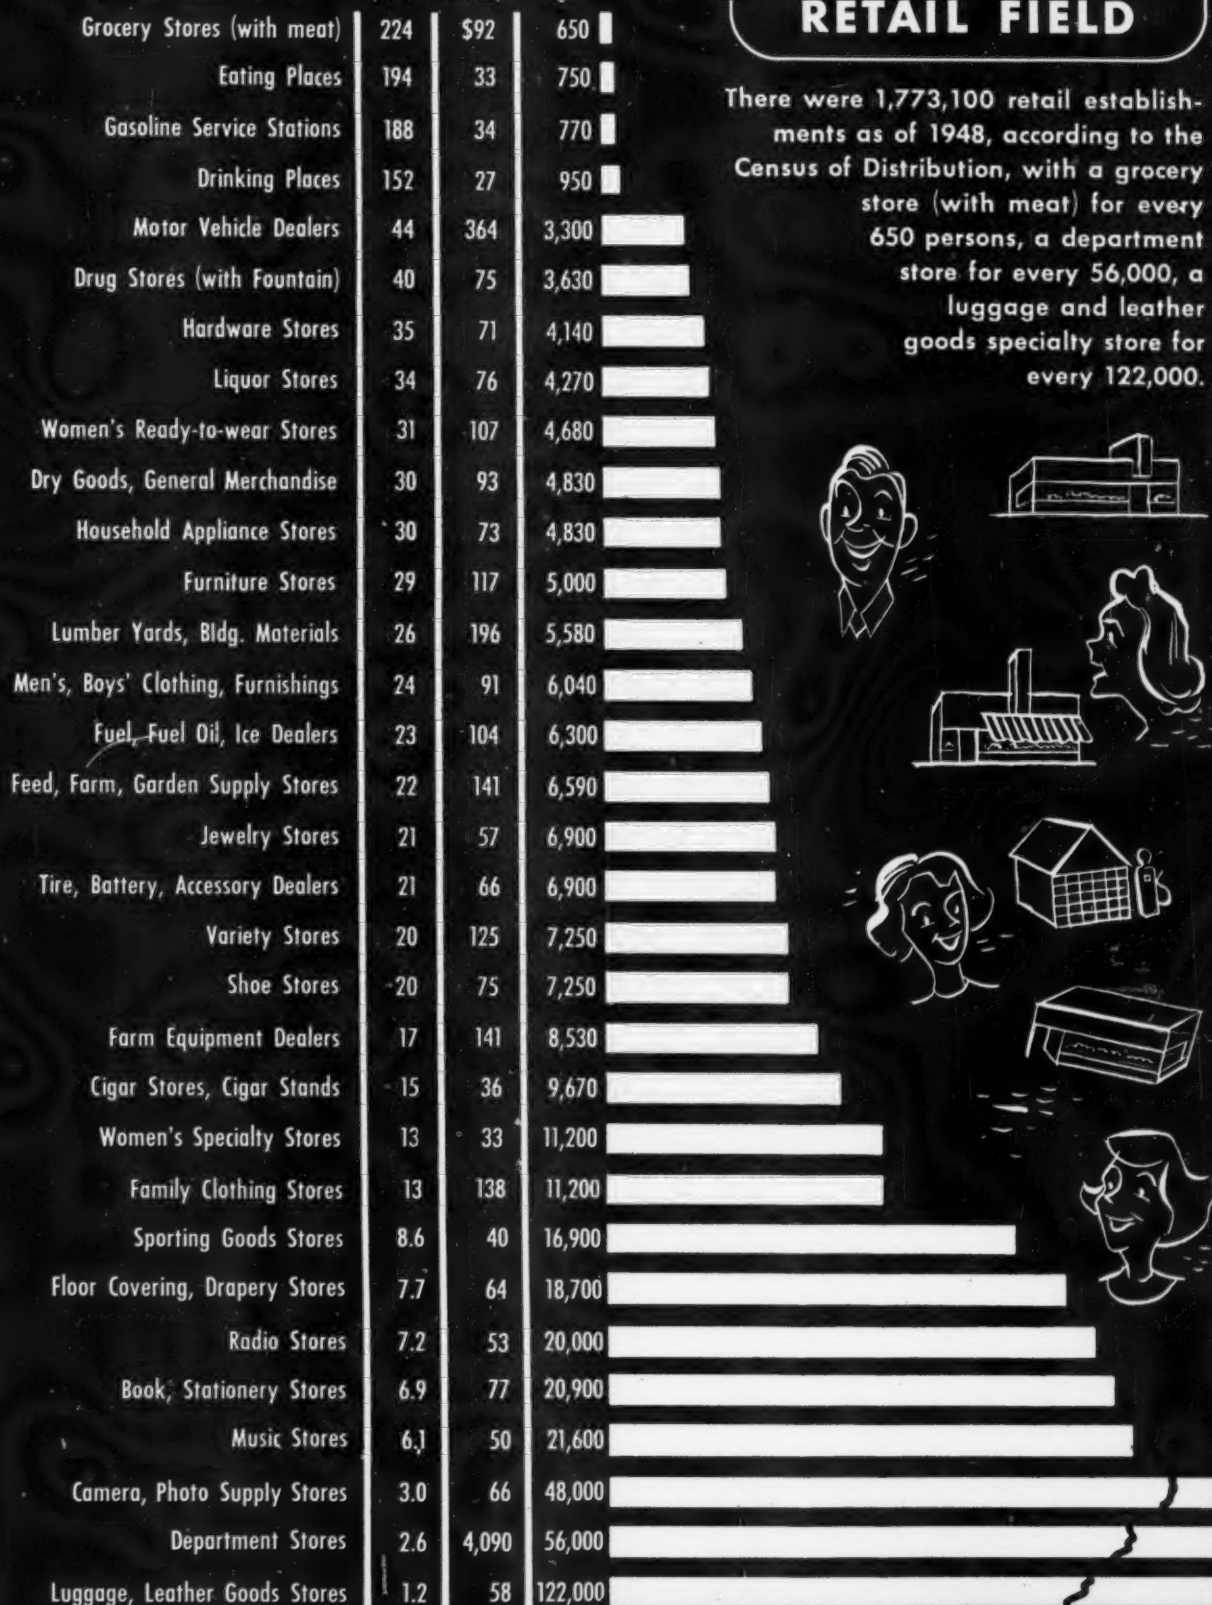 Grocery Stores (with meat) 224 $92 650
Eating Places 194 33 750
Gasoline Service Stations 188 34 770
Drinking Places 152 27 950
Motor Vehicle Dealers 44 364 3,300
Drug Stores (with Fountain) 40 75 3,630
Hardware Stores 35 71 4,140
Liquor Stores 34 76 4,270
Women's Ready-to-wear Stores 31 107 4,680
Dry Goods, General Merchandise 30 93 4,830
Household Appliance Stores 30 73 4,830
Furniture Stores 29 117 5,000
Lumber Yards, Bldg. Materials 26 196 5,580
Men's, Boys' Clothing, Furnishings 24 91 6,040
Fuel, Fuel Oil, Ice Dealers 23 104 6,300
Feed, Farm, Garden Supply Stores 22 141 6,590
Jewelry Stores 21 57 6,900
Tire, Battery, Accessory Dealers 21 66 6,900
Variety Stores 20 125 7,250
Shoe Stores 20 75 7,250
Farm Equipment Dealers 17 141 8,530
Cigar Stores, Cigar Stands 15 36 9,670
Women's Specialty Stores 13 33 11,200
Family Clothing Stores 13 138 11,200
Sporting Goods Stores 8.6 40 16,900
Floor Covering, Drapery Stores 7.7 64 18,700
Radio Stores 7.2 53 20,000
Book, Stationery Stores 6.9 77 20,900
Music Stores 6.1 50 21,600
Camera, Photo Supply Stores 3.0 66 48,000
Department Stores 2.6 4,090 56,000
Luggage, Leather Goods Stores 1.2 58 122,000
RETAIL FIELD
There were 1,773,100 retail establish-
ments as of 1948, according to the
Census of Distribution, with a grocery
store (with meat) for every
650 persons, a department
store for every 56,000, a
luggage and leather
goods specialty store for
every 122,000.